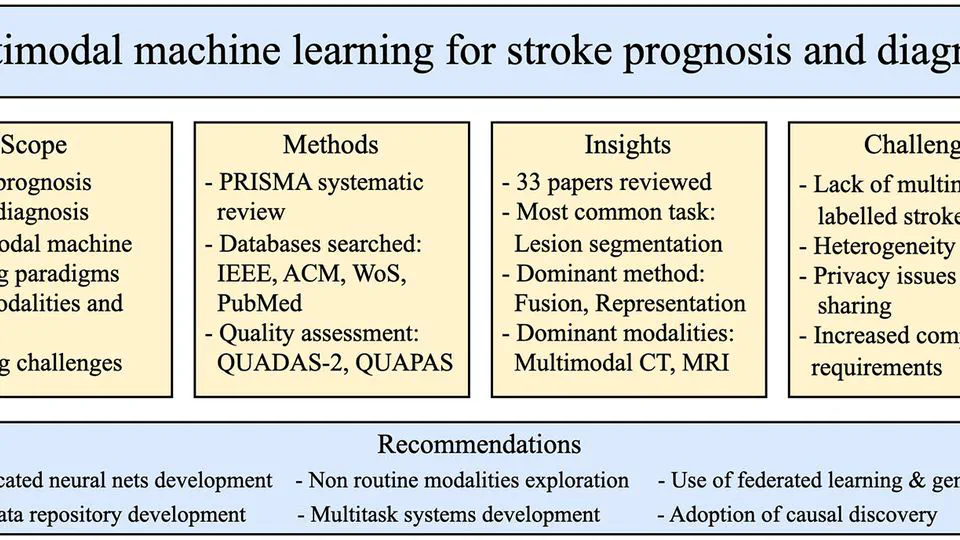 timodal machine learning for stroke prognosis and diagn
Scope
prognosis
diagnosis
odal machine
g paradigms
odalities and
g challenges
Methods
- PRISMA systematic
review
- Databases searched:
IEEE, ACM, WoS,
PubMed
- Quality assessment:
QUADAS-2, QUAPAS
Insights
- 33 papers reviewed
- Most common task:
Lesion segmentation
- Dominant method:
Fusion, Representation
- Dominant modalities:
Multimodal CT, MRI
Challeng
- Lack of multin
labelled stroke
- Heterogeneity
- Privacy issues
sharing
- Increased comp
requirements
Recommendations
cated neural nets development - Non routine modalities exploration - Use of federated learning & gen
ata repository development - Multitask systems development - Adoption of causal discovery